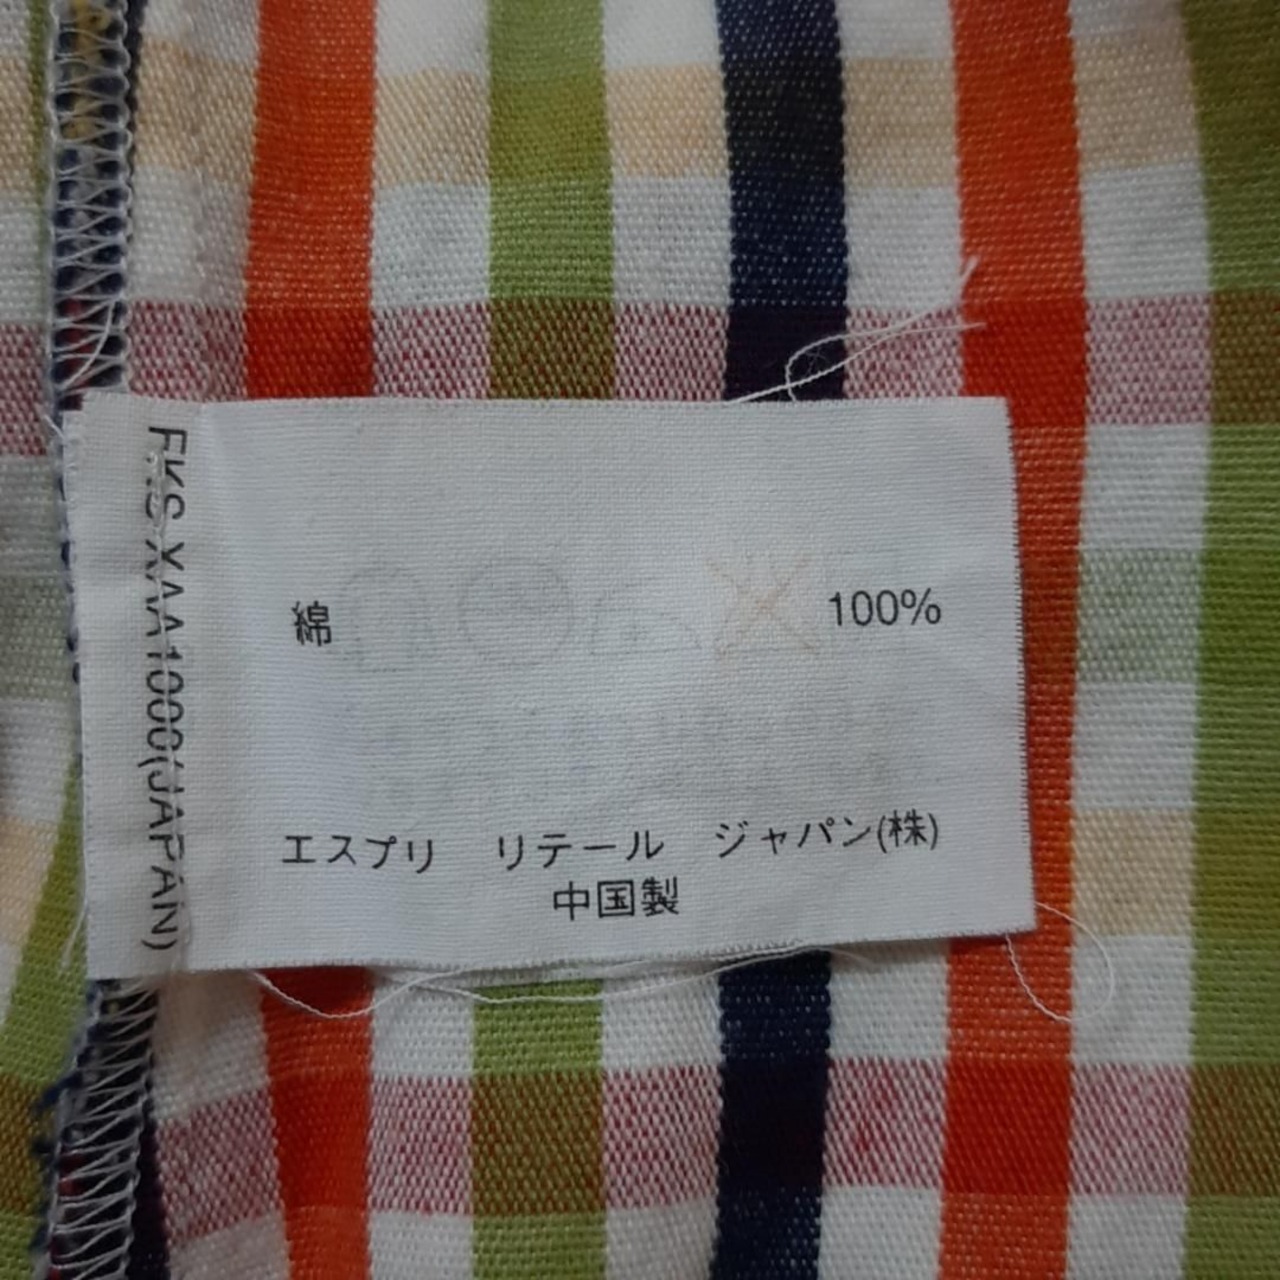 FKS XAA1000(JAPAN)
綿 100%
エスプリ リテール ジャパン(株)
中国製